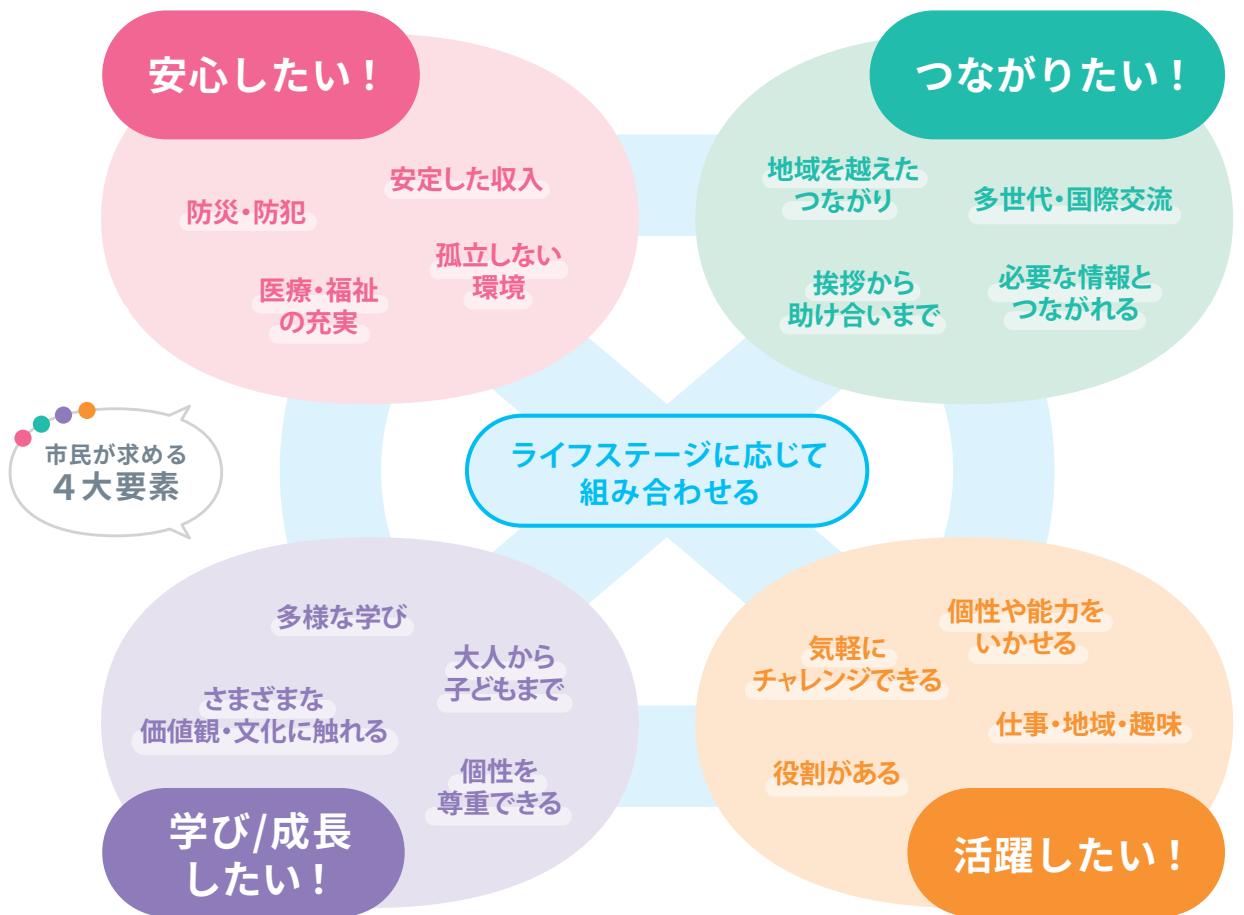 安心したい！
安定した収入
防災・防犯
孤立しない
環境
医療・福祉
の充実
つながりたい！
地域を越えた
つながり
多世代・国際交流
挨拶から
助け合いまで
必要な情報と
つながれる
市民が求める
４大要素
ライフステージに応じて
組み合わせる
多様な学び
大人から
子どもまで
さまざまな
価値観・文化に触れる
個性を
尊重できる
学び/成長
したい！
個性や能力を
いかせる
気軽に
チャレンジできる
仕事・地域・趣味
役割がある
活躍したい！